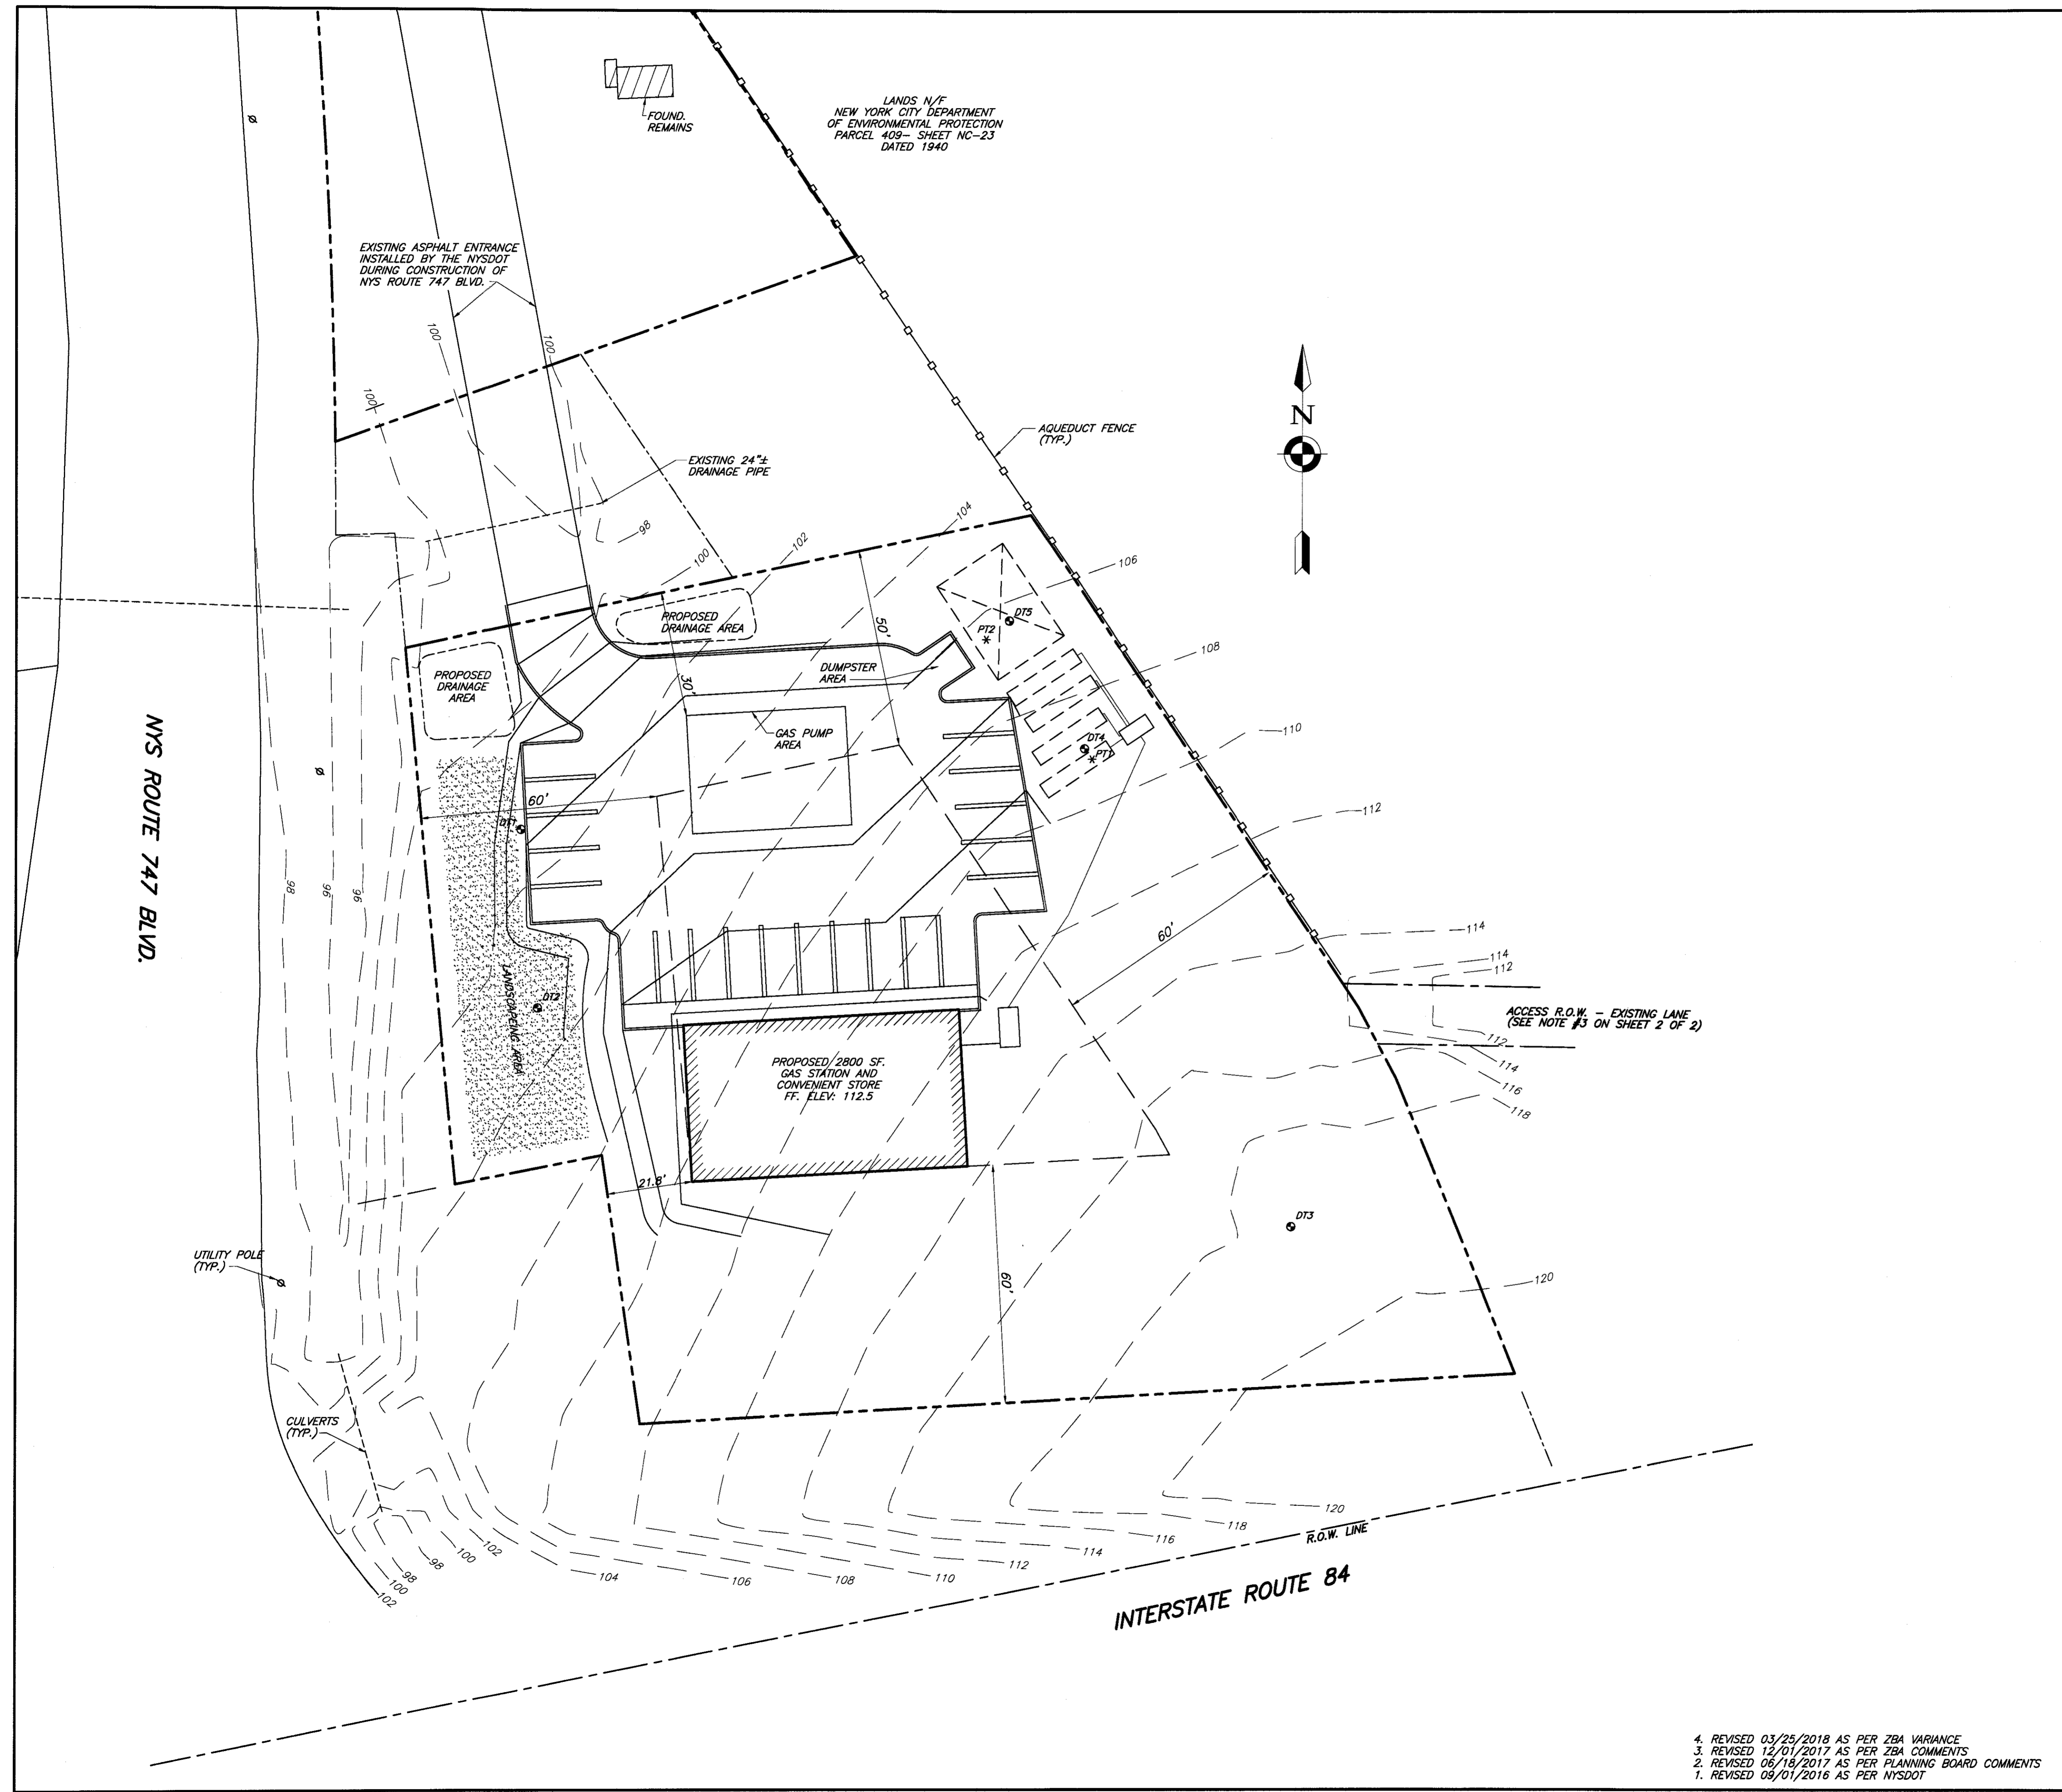 LANDS N/F
NEW YORK CITY DEPARTMENT
OF ENVIRONMENTAL PROTECTION
PARCEL 409- SHEET NC-23
DATED 1940
FOUND.
REMAINS
EXISTING ASPHALT ENTRANCE
INSTALLED BY THE NYSDOT
DURING CONSTRUCTION OF
NYS ROUTE 747 BLVD.
100
100
100
N
AQUEDUCT FENCE
(TYP.)
EXISTING 24"±
DRAINAGE PIPE
98
100
102
104
106
108
110
112
114
114
112
PROPOSED
DRAINAGE AREA
50'
DT5
PT2
DUMPSTER
AREA
30'
PROPOSED
DRAINAGE
AREA
GAS PUMP
AREA
DT4
PT1
60'
DT1
NYS ROUTE 747 BLVD.
98
96
96
60'
LANDSCAPEING AREA
DT2
ACCESS R.O.W. - EXISTING LANE
(SEE NOTE #3 ON SHEET 2 OF 2)
112
114
116
118
PROPOSED 2800 SF.
GAS STATION AND
CONVENIENT STORE
FF. ELEV: 112.5
21.8'
DT3
UTILITY POLE
(TYP.)
60'
120
CULVERTS
(TYP.)
120
118
116
114
112
110
108
106
104
102
100
98
98
100
102
R.O.W. LINE
INTERSTATE ROUTE 84
4. REVISED 03/25/2018 AS PER ZBA VARIANCE
3. REVISED 12/01/2017 AS PER ZBA COMMENTS
2. REVISED 06/18/2017 AS PER PLANNING BOARD COMMENTS
1. REVISED 09/01/2016 AS PER NYSDOT